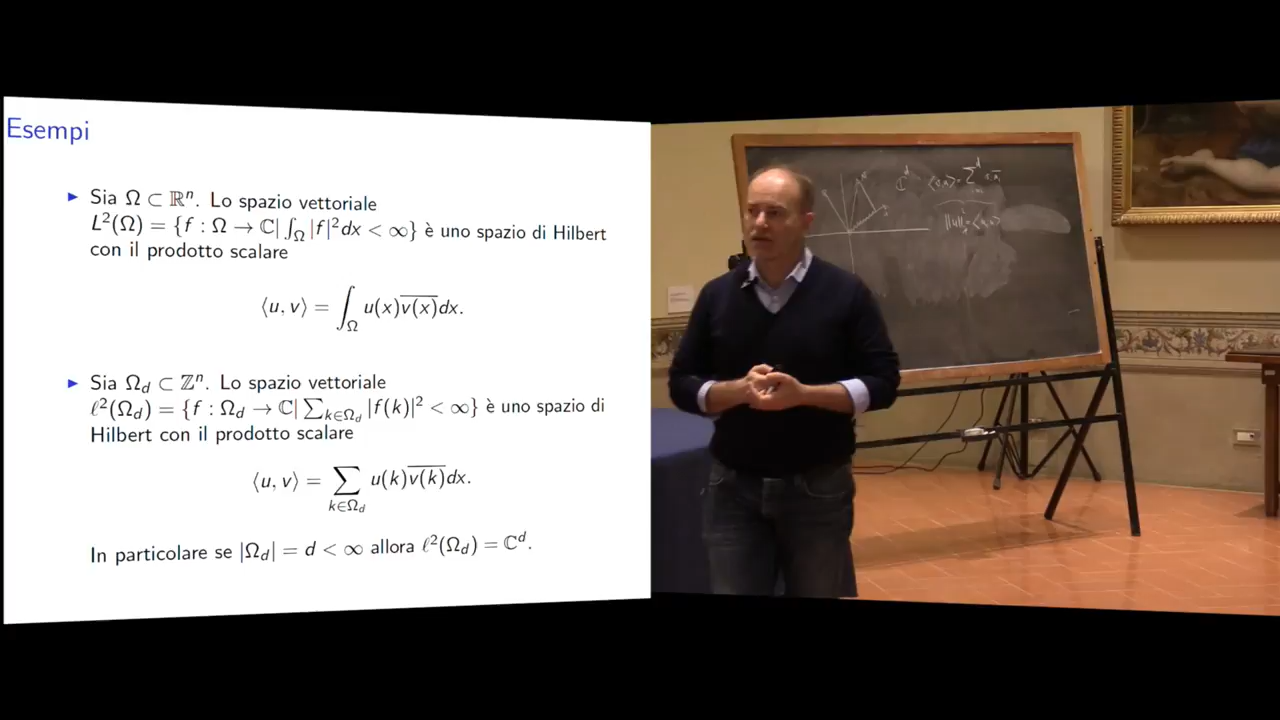 Esempi
▶ Sia Ω ⊂ ℝⁿ. Lo spazio vettoriale
L²(Ω) = {f : Ω → ℂ| ∫_Ω |f|²dx < ∞} è uno spazio di Hilbert
con il prodotto scalare
⟨u, v⟩ = ∫_Ω u(x)v̅(̅x̅)̅dx.
▶ Sia Ω_d ⊂ ℤⁿ. Lo spazio vettoriale
ℓ²(Ω_d) = {f : Ω_d → ℂ| ∑_{k∈Ω_d} |f(k)|² < ∞} è uno spazio di
Hilbert con il prodotto scalare
⟨u, v⟩ = ∑_{k∈Ω_d} u(k)v̅(̅k̅)̅dx.
In particolare se |Ω_d| = d < ∞ allora ℓ²(Ω_d) = ℂᵈ.
ℂᵈ